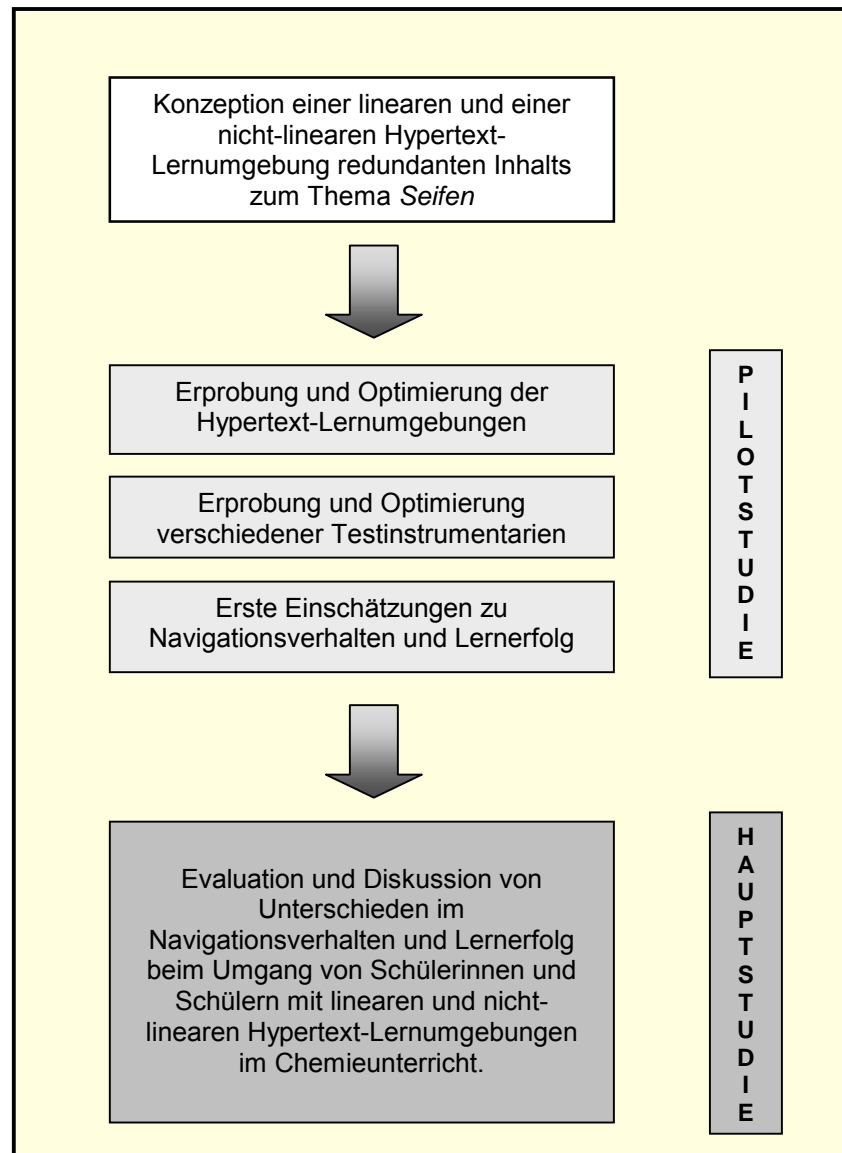 Konzeption einer linearen und einer
nicht-linearen Hypertext-
Lernumgebung redundanten Inhalts
zum Thema Seifen
Erprobung und Optimierung der
Hypertext-Lernumgebungen
Erprobung und Optimierung
verschiedener Testinstrumentarien
Erste Einschätzungen zu
Navigationsverhalten und Lernerfolg
P
I
L
O
T
S
T
U
D
I
E
Evaluation und Diskussion von
Unterschieden im
Navigationsverhalten und Lernerfolg
beim Umgang von Schülerinnen und
Schülern mit linearen und nicht-
linearen Hypertext-Lernumgebungen
im Chemieunterricht.
H
A
U
P
T
S
T
U
D
I
E